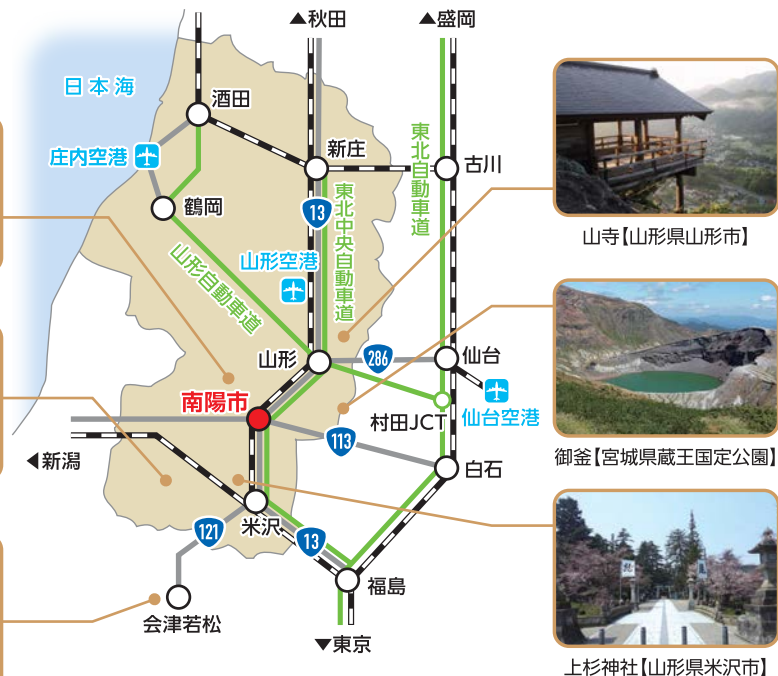 ▲秋田
▲盛岡
日本海
酒田
庄内空港
新庄
古川
東北自動車道
鶴岡
13
東北中央自動車道
山形自動車道
山形空港
山寺【山形県山形市】
山形
286
仙台
南陽市
村田JCT
仙台空港
113
御釜【宮城県蔵王国定公園】
◀新潟
白石
米沢
121
13
福島
会津若松
▼東京
上杉神社【山形県米沢市】